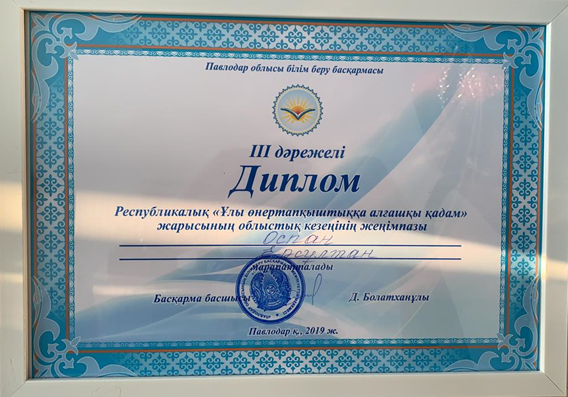 Павлодар облысы білім беру басқармасы
III дәрежелі
Диплом
Республикалық «Ұлы өнертапқыштыққа алғашқы қадам»
жарысының облыстық кезеңінің жеңімпазы
Оспан
марапатталады
Басқарма басшысы Д. Болатханұлы
Павлодар қ., 2019 ж.